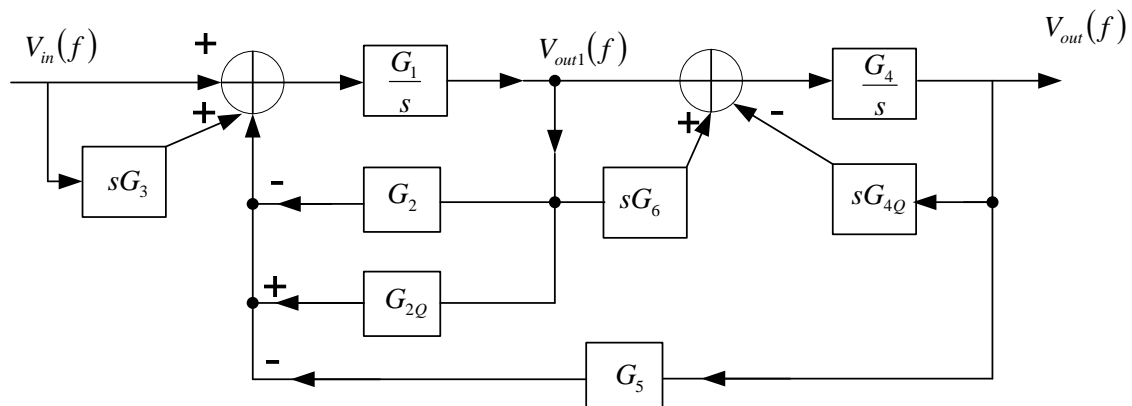 V_in(f)
+
G_1/s
V_out1(f)
G_4/s
V_out(f)
+
+
-
sG_3
-
G_2
sG_6
sG_4Q
+
G_2Q
-
G_5